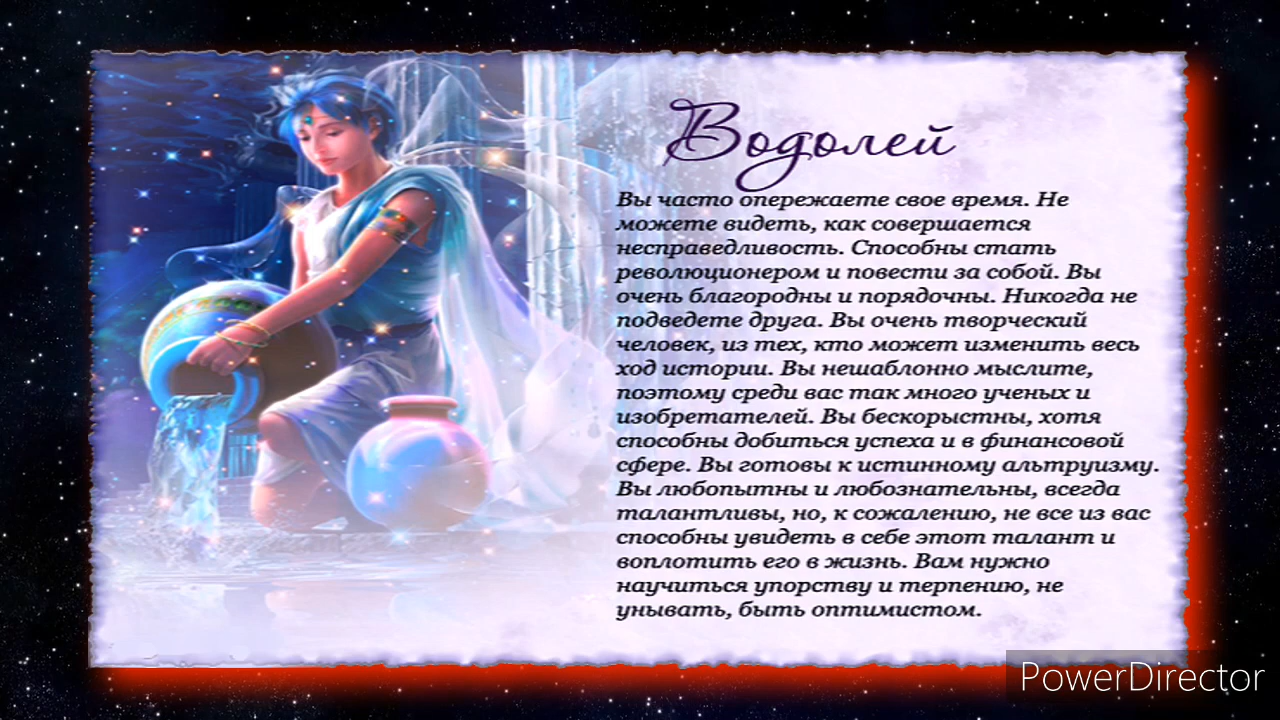 Водолей
Вы часто опережаете свое время. Не
можете видеть, как совершается
несправедливость. Способны стать
революционером и повести за собой. Вы
очень благородны и порядочны. Никогда не
подведете друга. Вы очень творческий
человек, из тех, кто может изменить весь
ход истории. Вы нешаблонно мыслите,
поэтому среди вас так много ученых и
изобретателей. Вы бескорыстны, хотя
способны добиться успеха и в финансовой
сфере. Вы готовы к истинному альтруизму.
Вы любопытны и любознательны, всегда
талантливы, но, к сожалению, не все из вас
способны увидеть в себе этот талант и
воплотить его в жизнь. Вам нужно
научиться упорству и терпению, не
унывать, быть оптимистом.
PowerDirector